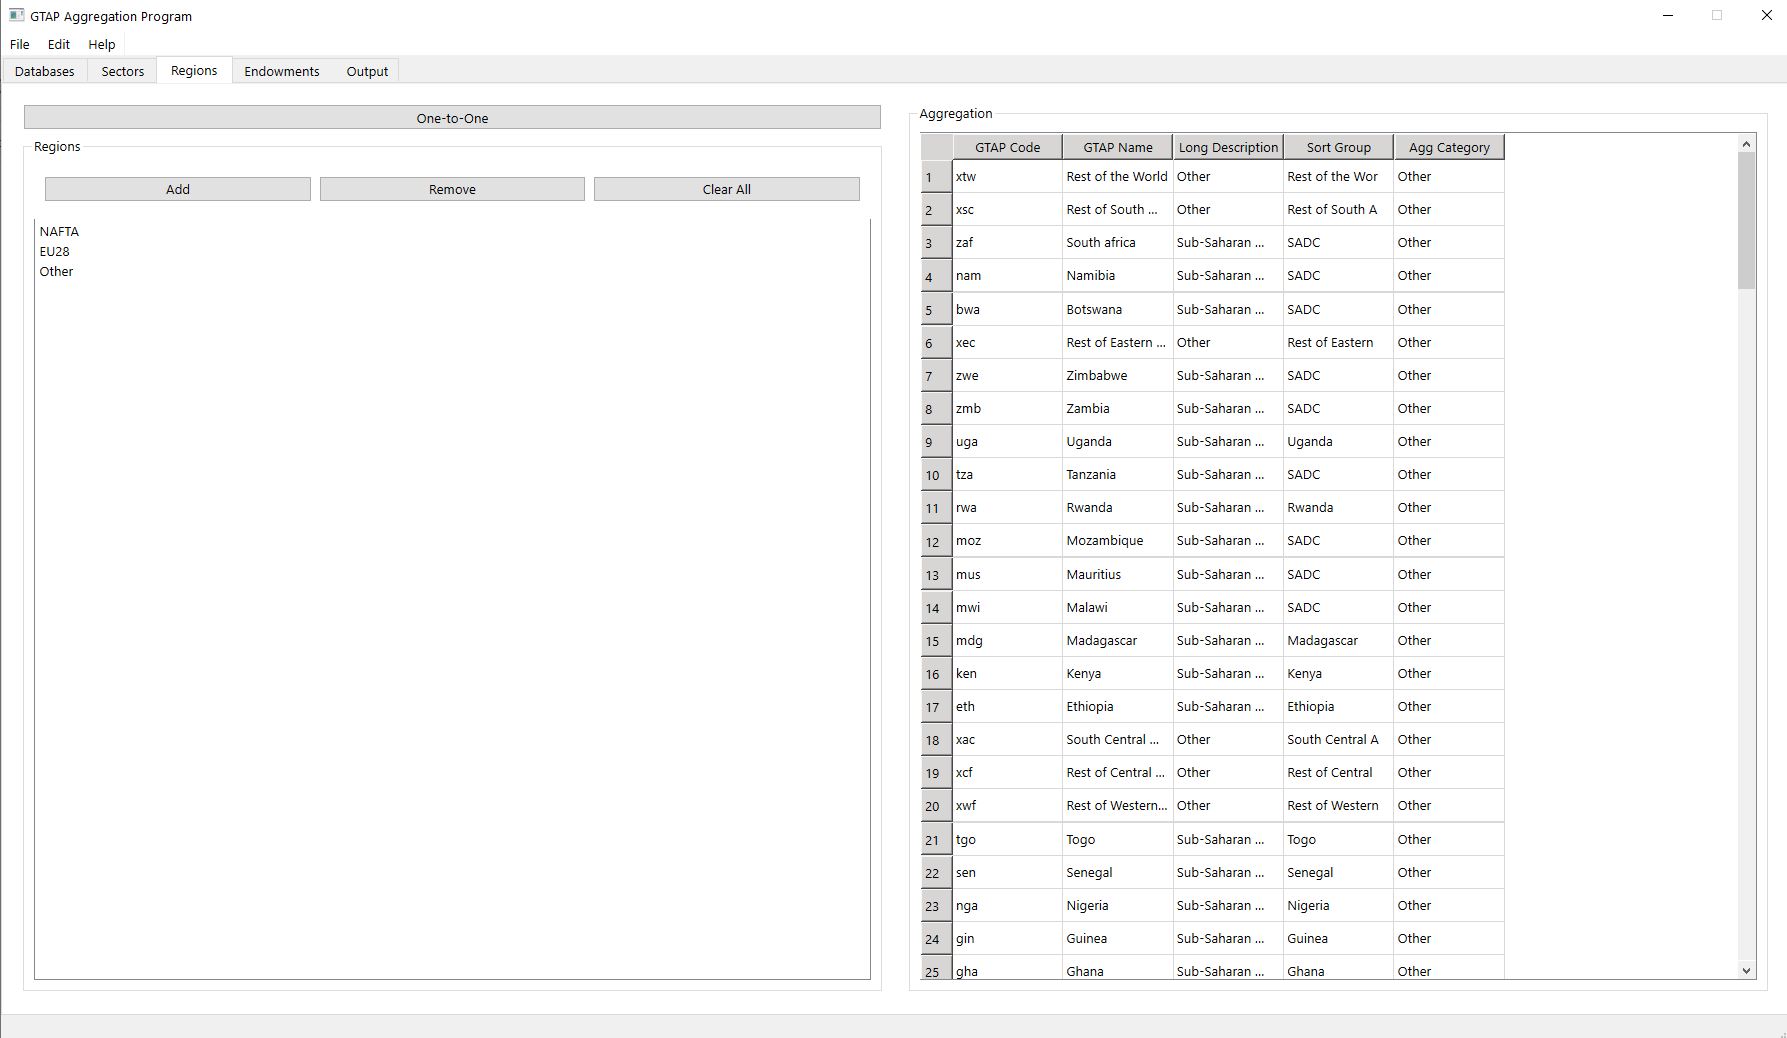 GTAP Aggregation Program
File Edit Help
Databases Sectors Regions Endowments Output
One-to-One
Regions
Add Remove Clear All
NAFTA
EU28
Other
Aggregation
GTAP Code GTAP Name Long Description Sort Group Agg Category
1 xtw Rest of the World Other Rest of the Wor Other
2 xsc Rest of South ... Other Rest of South A Other
3 zaf South africa Sub-Saharan ... SADC Other
4 nam Namibia Sub-Saharan ... SADC Other
5 bwa Botswana Sub-Saharan ... SADC Other
6 xec Rest of Eastern ... Other Rest of Eastern Other
7 zwe Zimbabwe Sub-Saharan ... SADC Other
8 zmb Zambia Sub-Saharan ... SADC Other
9 uga Uganda Sub-Saharan ... Uganda Other
10 tza Tanzania Sub-Saharan ... SADC Other
11 rwa Rwanda Sub-Saharan ... Rwanda Other
12 moz Mozambique Sub-Saharan ... SADC Other
13 mus Mauritius Sub-Saharan ... SADC Other
14 mwi Malawi Sub-Saharan ... SADC Other
15 mdg Madagascar Sub-Saharan ... Madagascar Other
16 ken Kenya Sub-Saharan ... Kenya Other
17 eth Ethiopia Sub-Saharan ... Ethiopia Other
18 xac South Central ... Other South Central A Other
19 xcf Rest of Central ... Other Rest of Central Other
20 xwf Rest of Western... Other Rest of Western Other
21 tgo Togo Sub-Saharan ... Togo Other
22 sen Senegal Sub-Saharan ... Senegal Other
23 nga Nigeria Sub-Saharan ... Nigeria Other
24 gin Guinea Sub-Saharan ... Guinea Other
25 gha Ghana Sub-Saharan ... Ghana Other